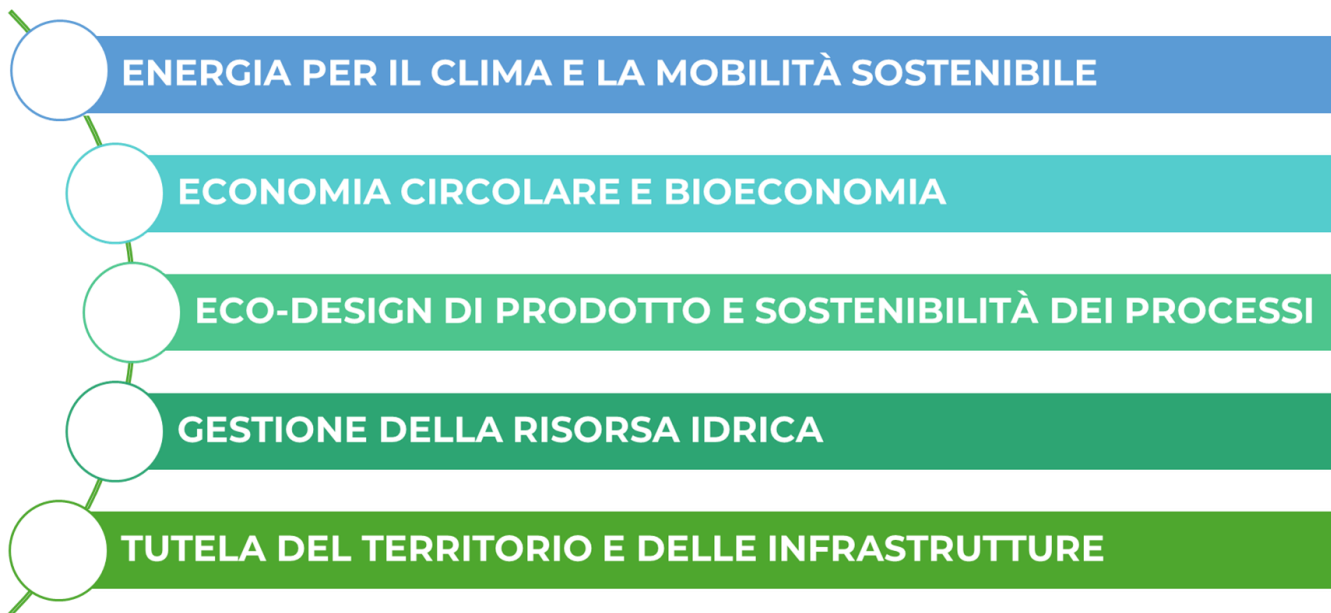 ENERGIA PER IL CLIMA E LA MOBILITÀ SOSTENIBILE
ECONOMIA CIRCOLARE E BIOECONOMIA
ECO-DESIGN DI PRODOTTO E SOSTENIBILITÀ DEI PROCESSI
GESTIONE DELLA RISORSA IDRICA
TUTELA DEL TERRITORIO E DELLE INFRASTRUTTURE